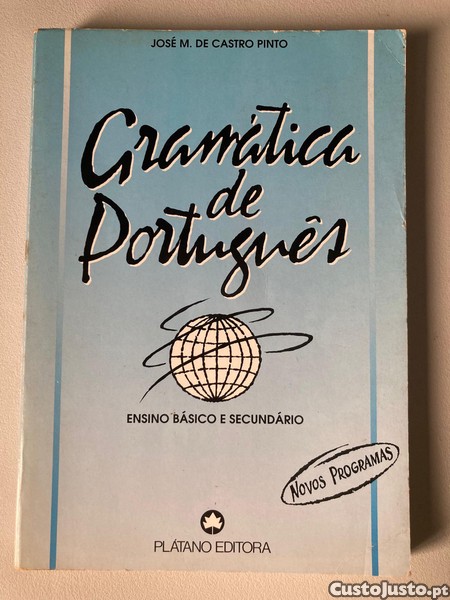 JOSÉ M. DE CASTRO PINTO
Gramática
de
Português
ENSINO BÁSICO E SECUNDÁRIO
NOVOS PROGRAMAS
PLÁTANO EDITORA
CustoJusto.pt